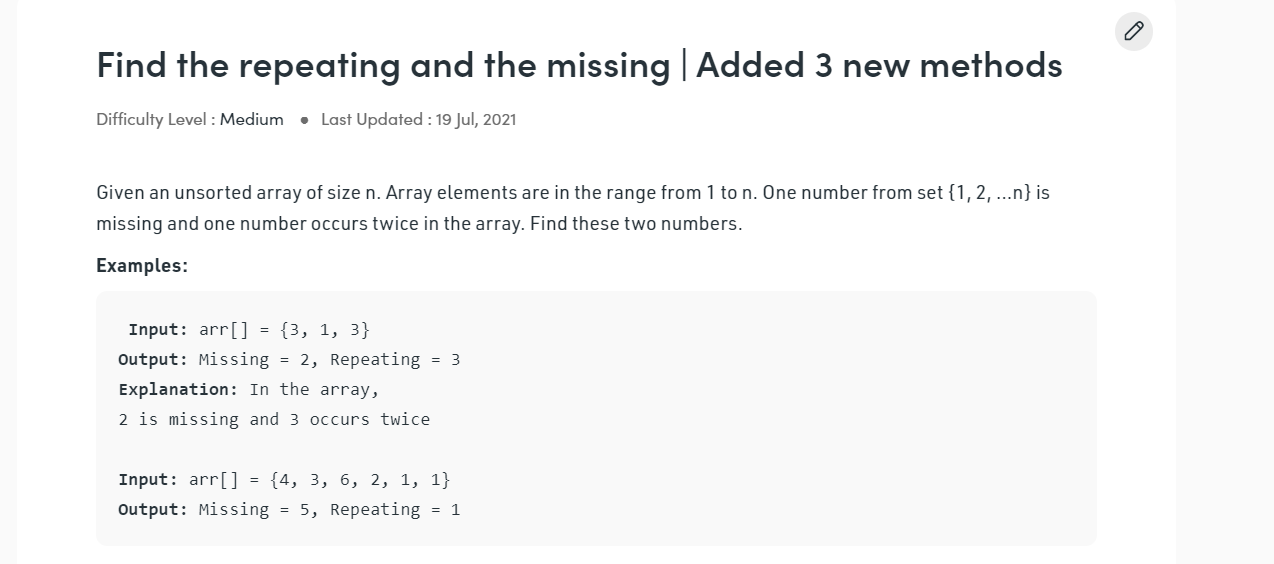 Find the repeating and the missing | Added 3 new methods
Difficulty Level : Medium ● Last Updated : 19 Jul, 2021
Given an unsorted array of size n. Array elements are in the range from 1 to n. One number from set {1, 2, ...n} is
missing and one number occurs twice in the array. Find these two numbers.
Examples:
Input: arr[] = {3, 1, 3}
Output: Missing = 2, Repeating = 3
Explanation: In the array,
2 is missing and 3 occurs twice
Input: arr[] = {4, 3, 6, 2, 1, 1}
Output: Missing = 5, Repeating = 1